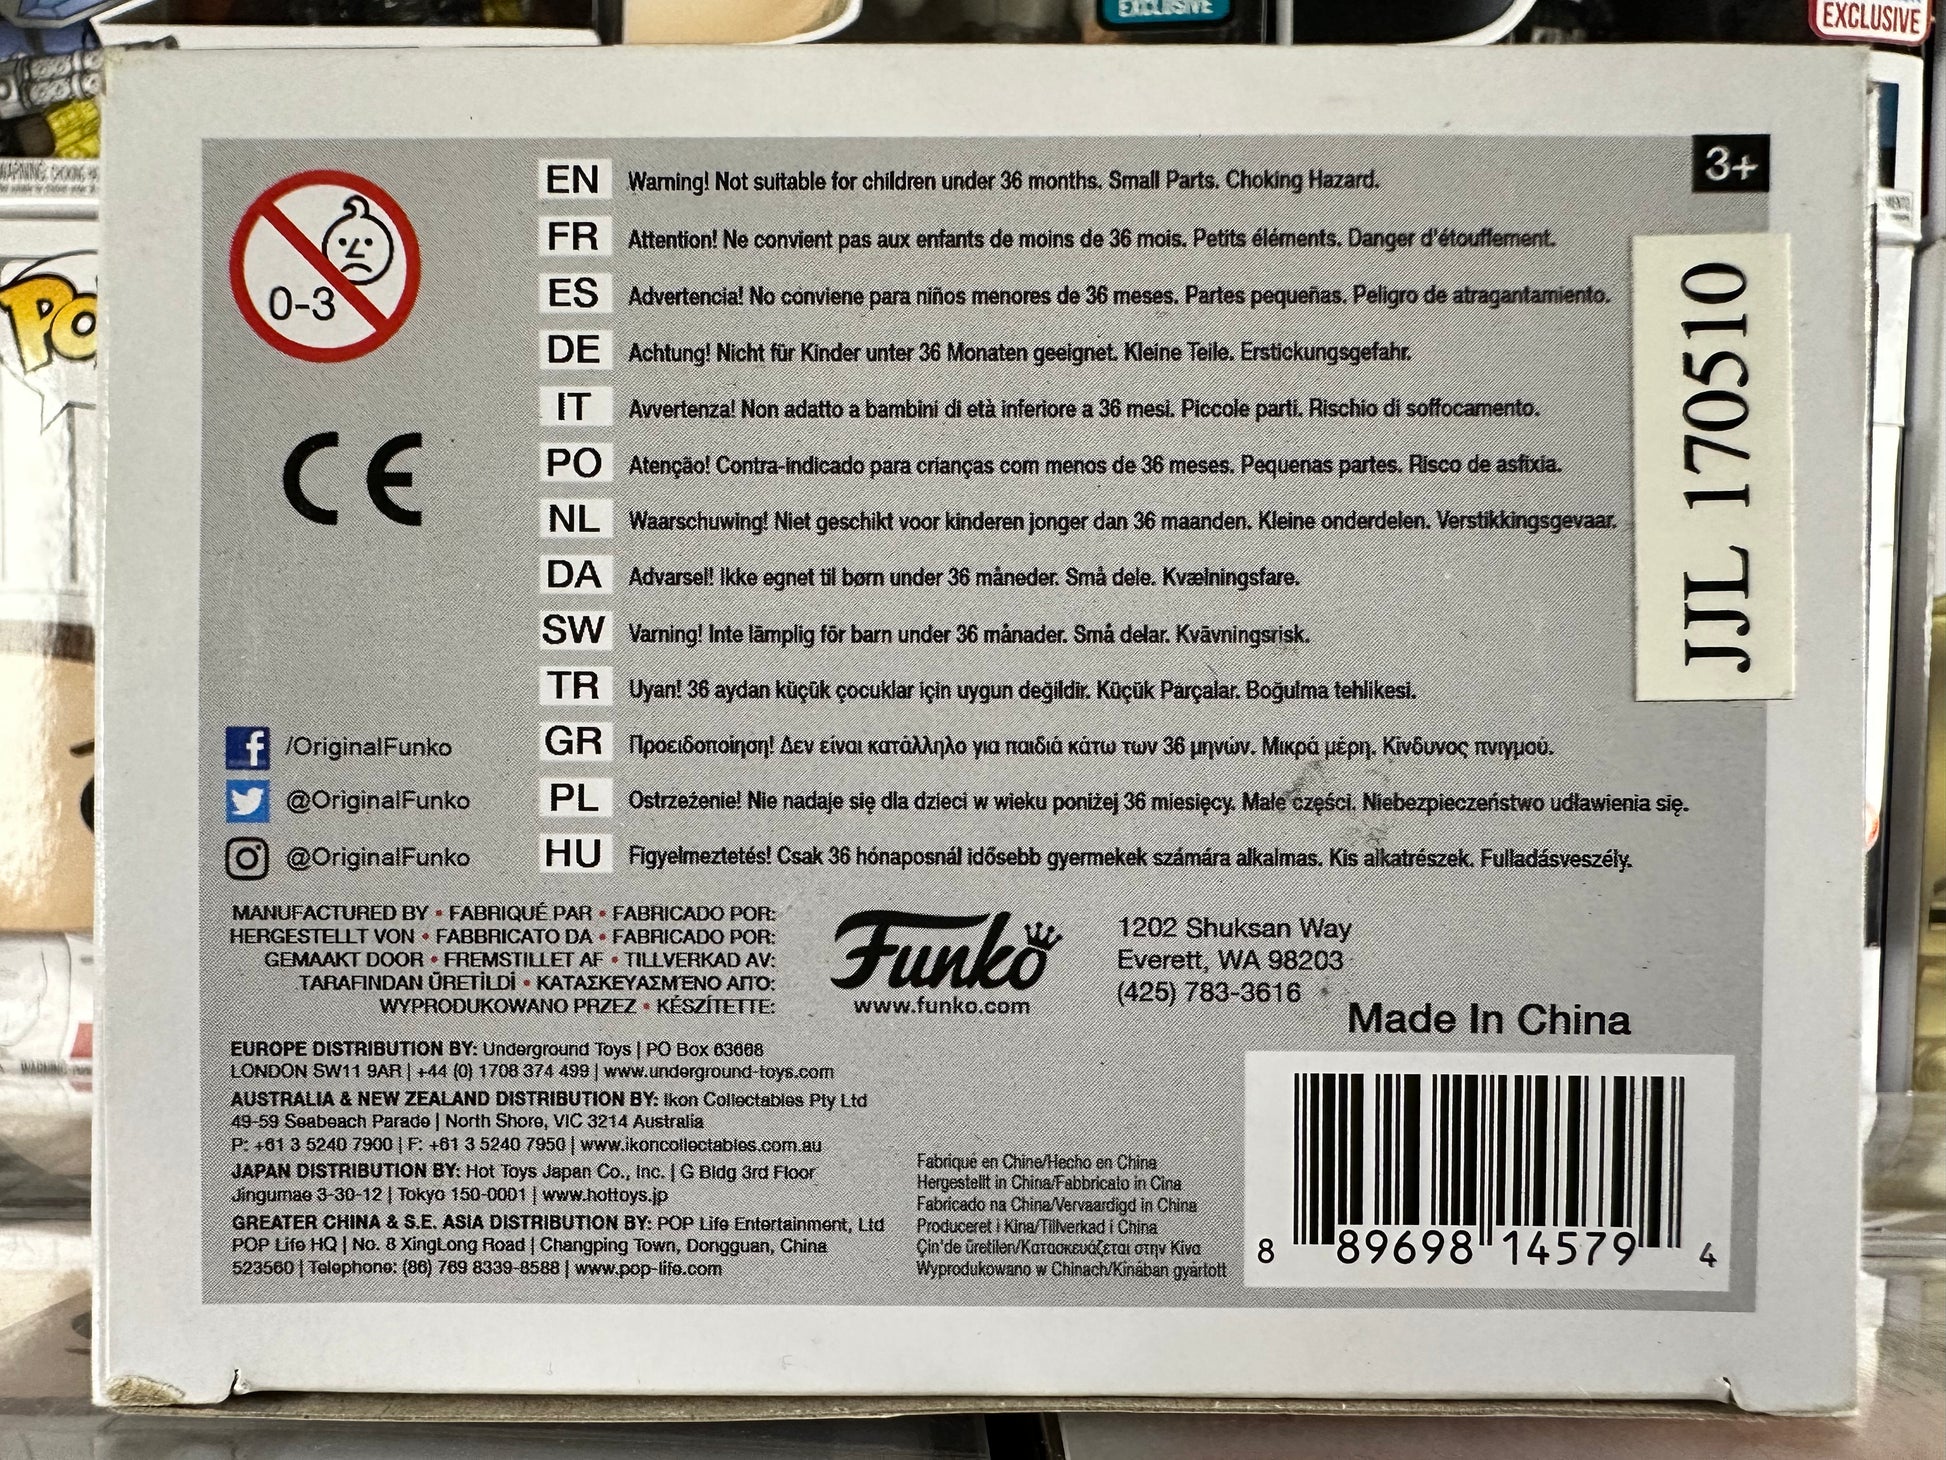 EXCLUSIVE
EXCLUSIVE
3+
0-3
CE
EN Warning! Not suitable for children under 36 months. Small Parts. Choking Hazard.
FR Attention! Ne convient pas aux enfants de moins de 36 mois. Petits éléments. Danger d'étouffement.
ES Advertencia! No conviene para niños menores de 36 meses. Partes pequeñas. Peligro de atragantamiento.
DE Achtung! Nicht für Kinder unter 36 Monaten geeignet. Kleine Teile. Erstickungsgefahr.
IT Avvertenza! Non adatto a bambini di età inferiore a 36 mesi. Piccole parti. Rischio di soffocamento.
PO Atenção! Contra-indicado para crianças com menos de 36 meses. Pequenas partes. Risco de asfixia.
NL Waarschuwing! Niet geschikt voor kinderen jonger dan 36 maanden. Kleine onderdelen. Verstikkingsgevaar.
DA Advarsel! Ikke egnet til børn under 36 måneder. Små dele. Kvælningsfare.
SW Varning! Inte lämplig för barn under 36 månader. Små delar. Kvävningsrisk.
TR Uyan! 36 aydan küçük çocuklar için uygun değildir. Küçük Parçalar. Boğulma tehlikesi.
GR Προειδοποίηση! Δεν είναι κατάλληλο για παιδιά κάτω των 36 μηνών. Μικρά μέρη. Κίνδυνος πνιγμού.
PL Ostrzeżenie! Nie nadaje się dla dzieci w wieku poniżej 36 miesięcy. Małe części. Niebezpieczeństwo udławienia się.
HU Figyelmeztetés! Csak 36 hónaposnál idősebb gyermekek számára alkalmas. Kis alkatrészek. Fulladásveszély.
JJL 170510
/OriginalFunko
@OriginalFunko
@OriginalFunko
MANUFACTURED BY • FABRIQUÉ PAR • FABRICADO POR:
HERGESTELLT VON • FABBRICATO DA • FABRICADO POR:
GEMAAKT DOOR • FREMSTILLET AF • TILLVERKAD AV:
TARAFINDAN ÜRETİLDİ • ΚΑΤΑΣΚΕΥΑΣΜΈΝΟ ΑΠΌ:
WYPRODUKOWANO PRZEZ • KÉSZÍTETTE:
Funko
www.funko.com
1202 Shuksan Way
Everett, WA 98203
(425) 783-3616
Made In China
EUROPE DISTRIBUTION BY: Underground Toys | PO Box 63668
LONDON SW11 9AR | +44 (0) 1708 374 499 | www.underground-toys.com
AUSTRALIA & NEW ZEALAND DISTRIBUTION BY: Ikon Collectables Pty Ltd
49-59 Seabeach Parade | North Shore, VIC 3214 Australia
P: +61 3 5240 7900 | F: +61 3 5240 7950 | www.ikoncollectables.com.au
JAPAN DISTRIBUTION BY: Hot Toys Japan Co., Inc. | G Bldg 3rd Floor
Jingumae 3-30-12 | Tokyo 150-0001 | www.hottoys.jp
GREATER CHINA & S.E. ASIA DISTRIBUTION BY: POP Life Entertainment, Ltd
POP Life HQ | No. 8 XingLong Road | Changping Town, Dongguan, China
523560 | Telephone: (86) 769 8339-8588 | www.pop-life.com
Fabriqué en Chine/Hecho en China
Hergestellt in China/Fabbricato in Cina
Fabricado na China/Vervaardigd in China
Produceret i Kina/Tillverkad i China
Çin'de üretilen/Κατασκευάζεται στην Κίνα
Wyprodukowano w Chinach/Kínában gyártott
8 89698 14579 4